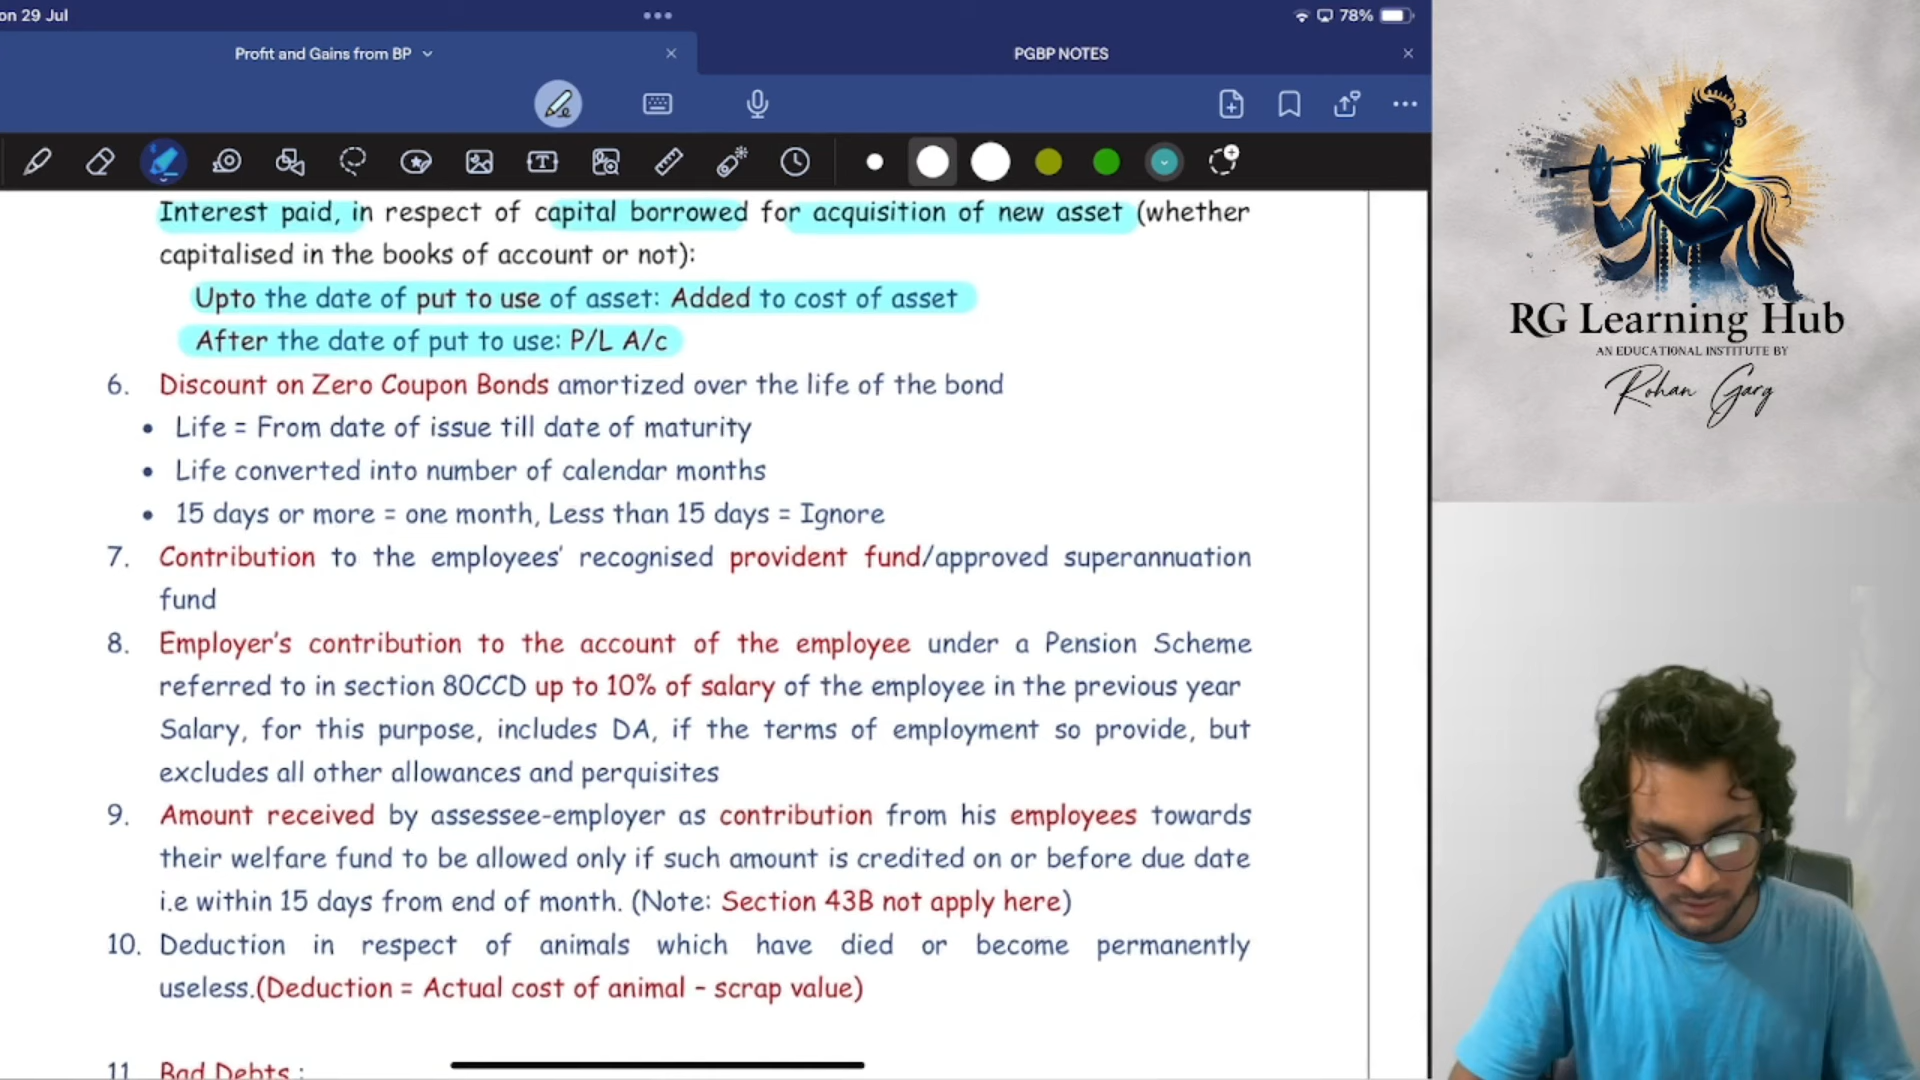 on 29 Jul
78%
Profit and Gains from BP
PGBP NOTES
Interest paid, in respect of capital borrowed for acquisition of new asset (whether
capitalised in the books of account or not):
Upto the date of put to use of asset: Added to cost of asset
After the date of put to use: P/L A/c
6. Discount on Zero Coupon Bonds amortized over the life of the bond
• Life = From date of issue till date of maturity
• Life converted into number of calendar months
• 15 days or more = one month, Less than 15 days = Ignore
7. Contribution to the employees' recognised provident fund/approved superannuation
fund
8. Employer's contribution to the account of the employee under a Pension Scheme
referred to in section 80CCD up to 10% of salary of the employee in the previous year
Salary, for this purpose, includes DA, if the terms of employment so provide, but
excludes all other allowances and perquisites
9. Amount received by assessee-employer as contribution from his employees towards
their welfare fund to be allowed only if such amount is credited on or before due date
i.e within 15 days from end of month. (Note: Section 43B not apply here)
10. Deduction in respect of animals which have died or become permanently
useless.(Deduction = Actual cost of animal - scrap value)
11 Bad Debts :
RG Learning Hub
AN EDUCATIONAL INSTITUTE BY
Rohan Garg